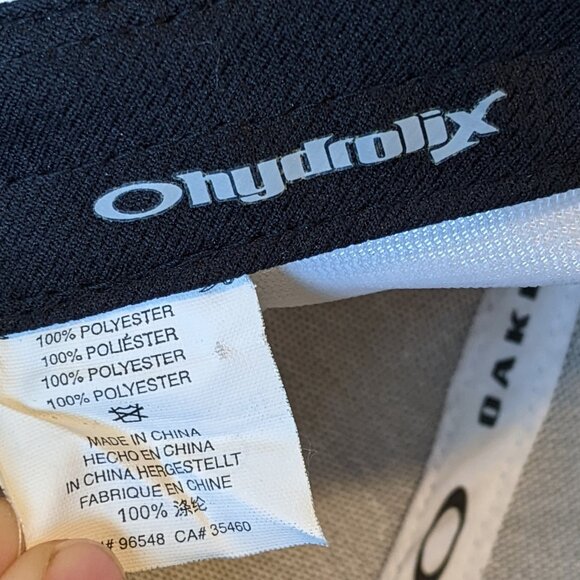 Ohydrolix
100% POLYESTER
100% POLIÉSTER
100% POLYESTER
100% POLYESTER
MADE IN CHINA
HECHO EN CHINA
IN CHINA HERGESTELLT
FABRIQUE EN CHINE
100% 涤纶
# 96548 CA# 35460
OAK
O